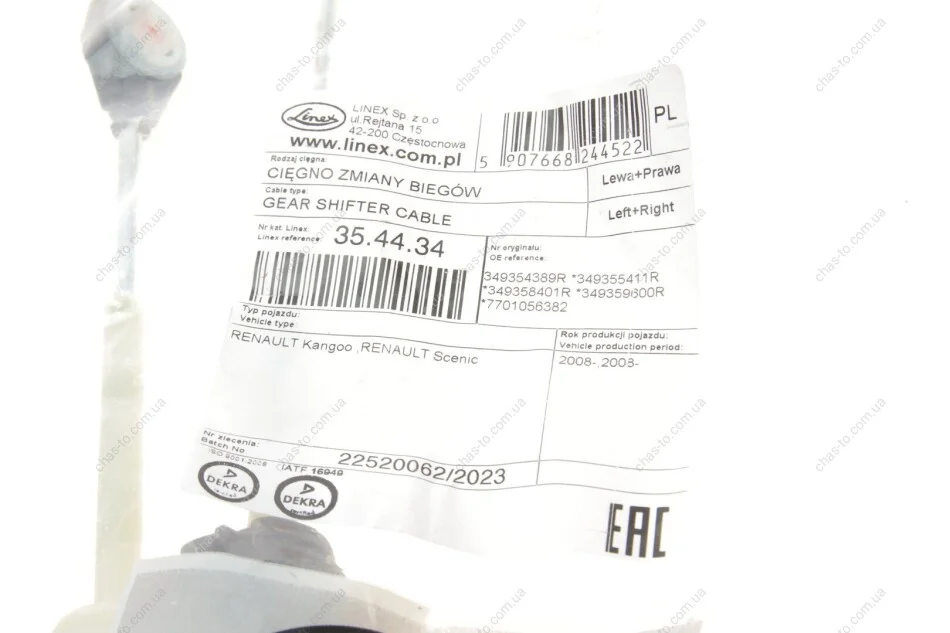 Linex
LINEX Sp. z o.o
ul.Rejtana 15
42-200 Częstochowa
www.linex.com.pl
5 907668 244522
PL
Rodzaj cięgna:
CIĘGNO ZMIANY BIEGÓW
Lewa+Prawa
Cable type:
GEAR SHIFTER CABLE
Left+Right
Nr kat. Linex:
Linex reference:
35.44.34
Nr oryginału:
OE reference:
349354389R *349355411R
*349358401R *349359600R
*7701056382
Typ pojazdu:
Vehicle type:
RENAULT Kangoo ,RENAULT Scenic
Rok produkcji pojazdu:
Vehicle production period:
2008-,2003-
Nr zlecenia:
Batch No
22520062/2023
ISO 9001:2008
IATF 16949
DEKRA
DEKRA
EAC
chas-to.com.ua